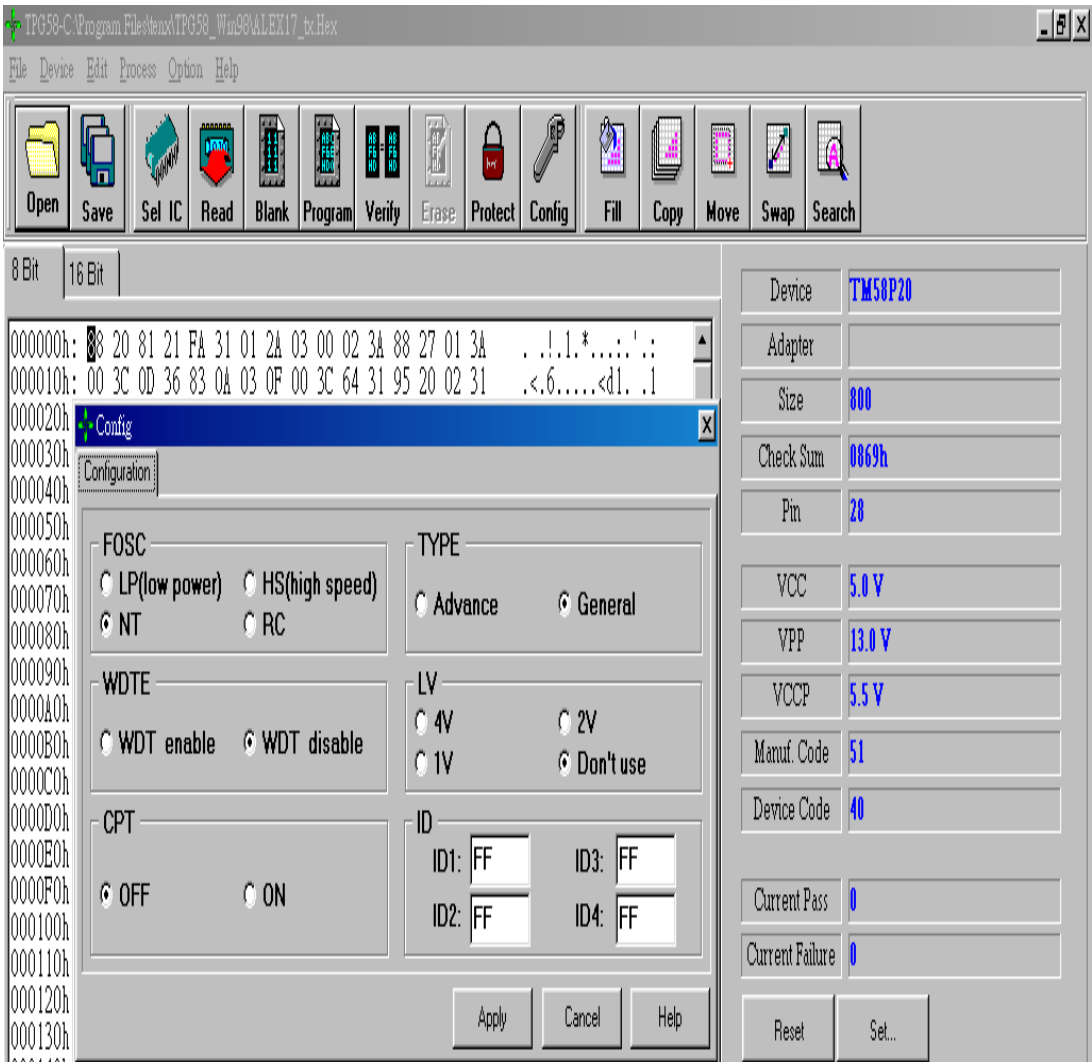 TPG58-C:\Program Files\tenx\TPG58_Win98\ALEX17_tx.Hex
File Device Edit Process Option Help
Open Save Sel IC Read Blank Program Verify Erase Protect Config Fill Copy Move Swap Search
8 Bit 16 Bit
000000h: 88 20 81 21 FA 31 01 2A 03 00 02 3A 88 27 01 3A . .!.1.*...:.'.:
000010h: 00 3C 0D 36 83 0A 03 0F 00 3C 64 31 95 20 02 31 .<.6.....<d1. .1
000020h
000030h
000040h
000050h
000060h
000070h
000080h
000090h
0000A0h
0000B0h
0000C0h
0000D0h
0000E0h
0000F0h
000100h
000110h
000120h
000130h
Config
Configuration
FOSC
LP(low power) HS(high speed)
NT RC
TYPE
Advance General
WDTE
WDT enable WDT disable
LV
4V 2V
1V Don't use
CPT
OFF ON
ID
ID1: FF ID3: FF
ID2: FF ID4: FF
Apply Cancel Help
Device TM58P20
Adapter
Size 800
Check Sum 0869h
Pin 28
VCC 5.0 V
VPP 13.0 V
VCCP 5.5 V
Manuf. Code 51
Device Code 40
Current Pass 0
Current Failure 0
Reset Set...